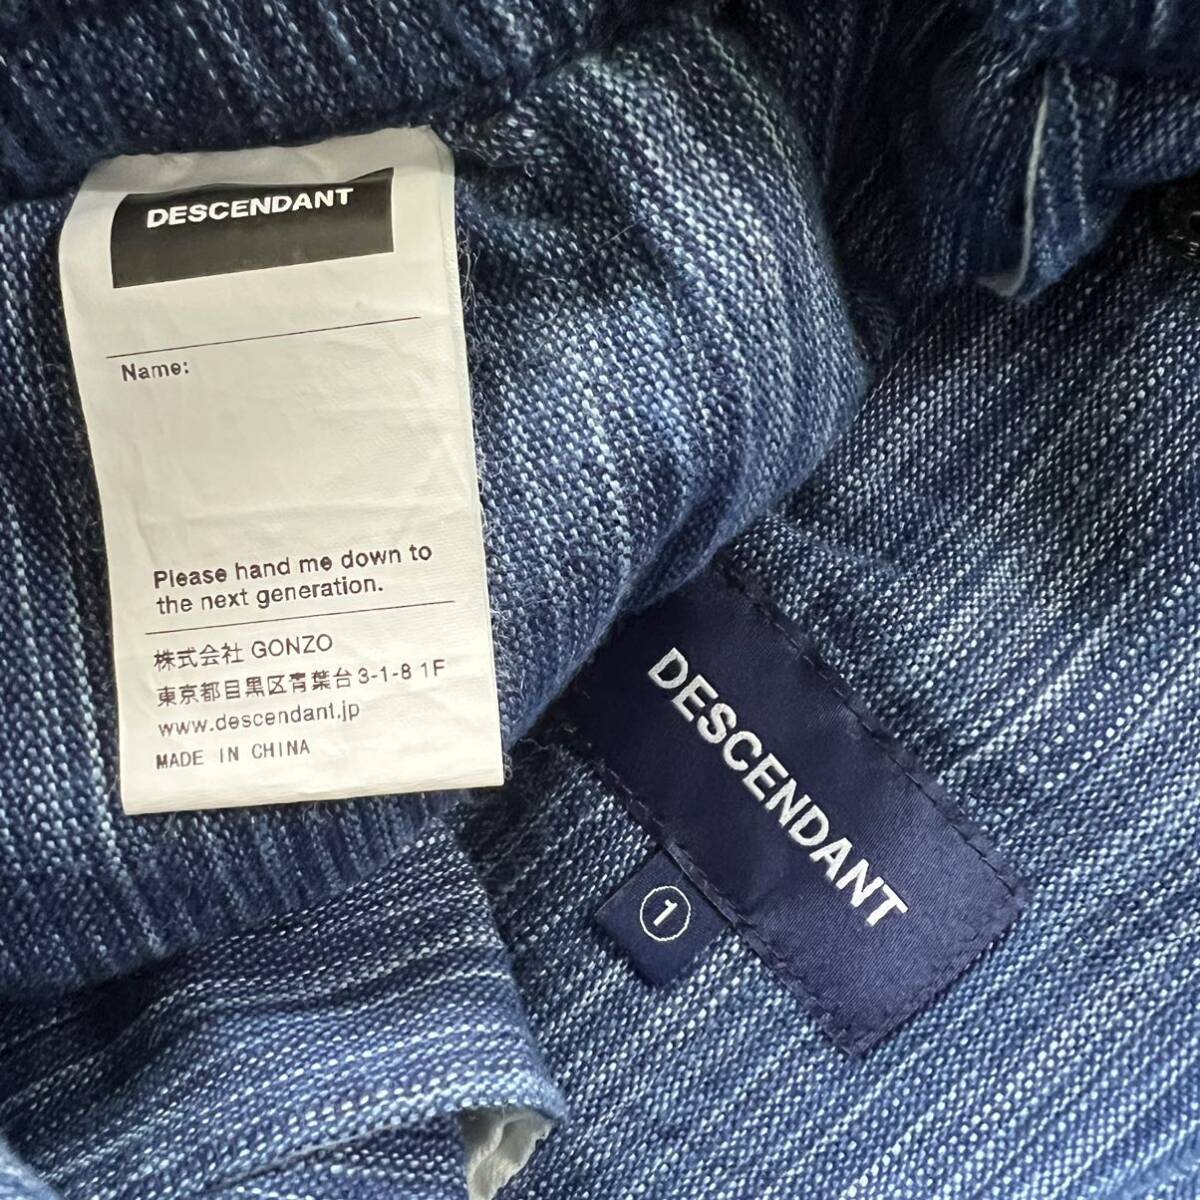 DESCENDANT
Name:
Please hand me down to
the next generation.
株式会社 GONZO
東京都目黒区青葉台3-1-8 1F
www.descendant.jp
MADE IN CHINA
DESCENDANT
1